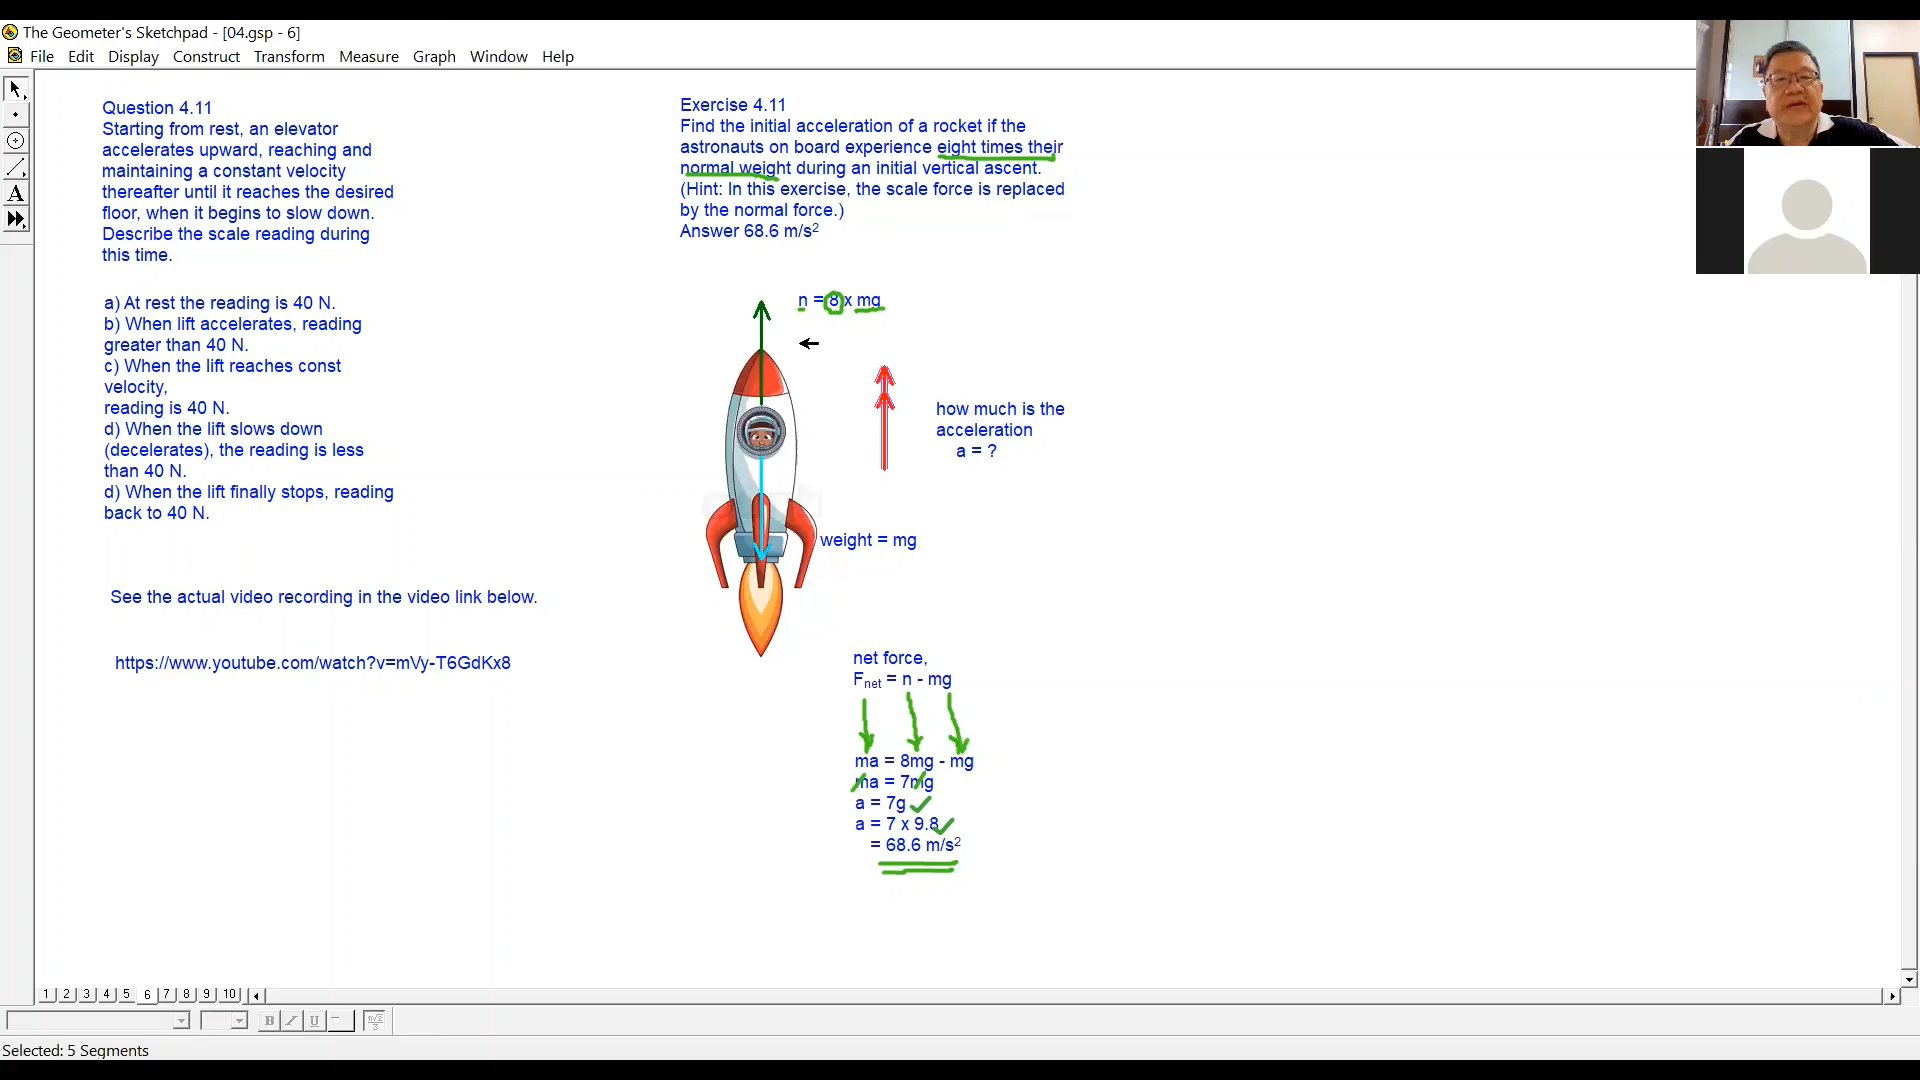 The Geometer's Sketchpad - [04.gsp - 6]
File Edit Display Construct Transform Measure Graph Window Help
Question 4.11
Starting from rest, an elevator
accelerates upward, reaching and
maintaining a constant velocity
thereafter until it reaches the desired
floor, when it begins to slow down.
Describe the scale reading during
this time.
a) At rest the reading is 40 N.
b) When lift accelerates, reading
greater than 40 N.
c) When the lift reaches const
velocity,
reading is 40 N.
d) When the lift slows down
(decelerates), the reading is less
than 40 N.
d) When the lift finally stops, reading
back to 40 N.
See the actual video recording in the video link below.
https://www.youtube.com/watch?v=mVy-T6GdKx8
Exercise 4.11
Find the initial acceleration of a rocket if the
astronauts on board experience eight times their
normal weight during an initial vertical ascent.
(Hint: In this exercise, the scale force is replaced
by the normal force.)
Answer 68.6 m/s²
n = 8 x mg
how much is the
acceleration
a = ?
weight = mg
net force,
Fnet = n - mg
ma = 8mg - mg
ma = 7mg
a = 7g
a = 7 x 9.8
= 68.6 m/s²
A
1 2 3 4 5 6 7 8 9 10
B I U
Selected: 5 Segments